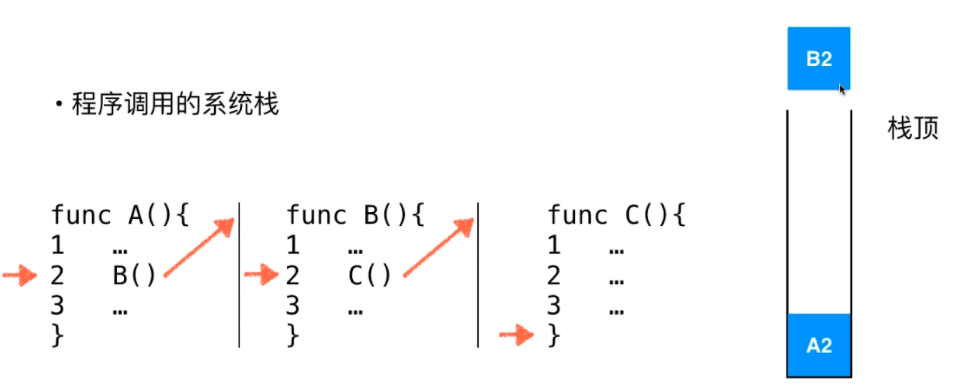 B2
• 程序调用的系统栈
栈顶
func A(){
1 …
2 B()
3 …
}
func B(){
1 …
2 C()
3 …
}
func C(){
1 …
2 …
3 …
}
A2